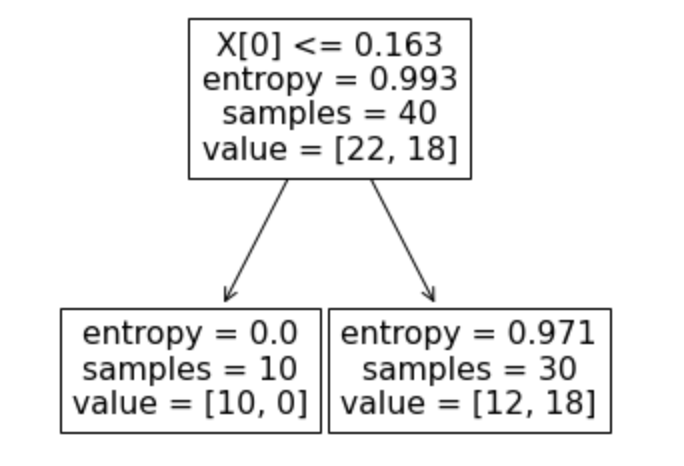 X[0] <= 0.163
entropy = 0.993
samples = 40
value = [22, 18]
entropy = 0.0
samples = 10
value = [10, 0]
entropy = 0.971
samples = 30
value = [12, 18]